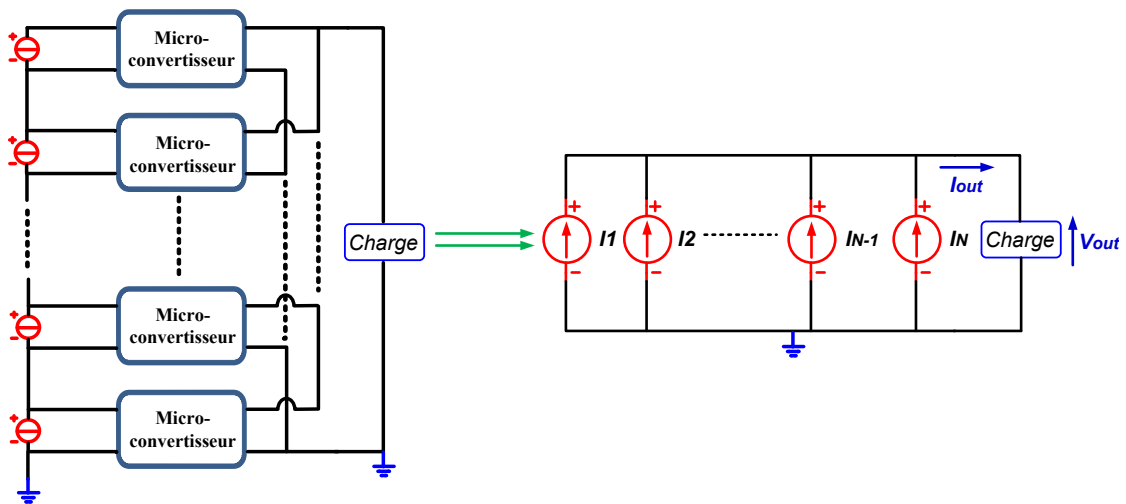 +
-
Micro-
convertisseur
+
-
Micro-
convertisseur
+
-
Micro-
convertisseur
+
-
Micro-
convertisseur
Charge
+
-
I1
+
-
I2
+
-
IN-1
+
-
IN
Iout
Charge
Vout